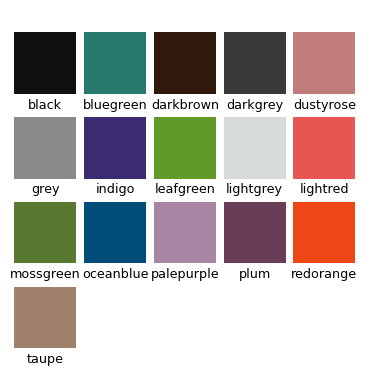 black bluegreen darkbrown darkgrey dustyrose
grey indigo leafgreen lightgrey lightred
mossgreen oceanblue palepurple plum redorange
taupe